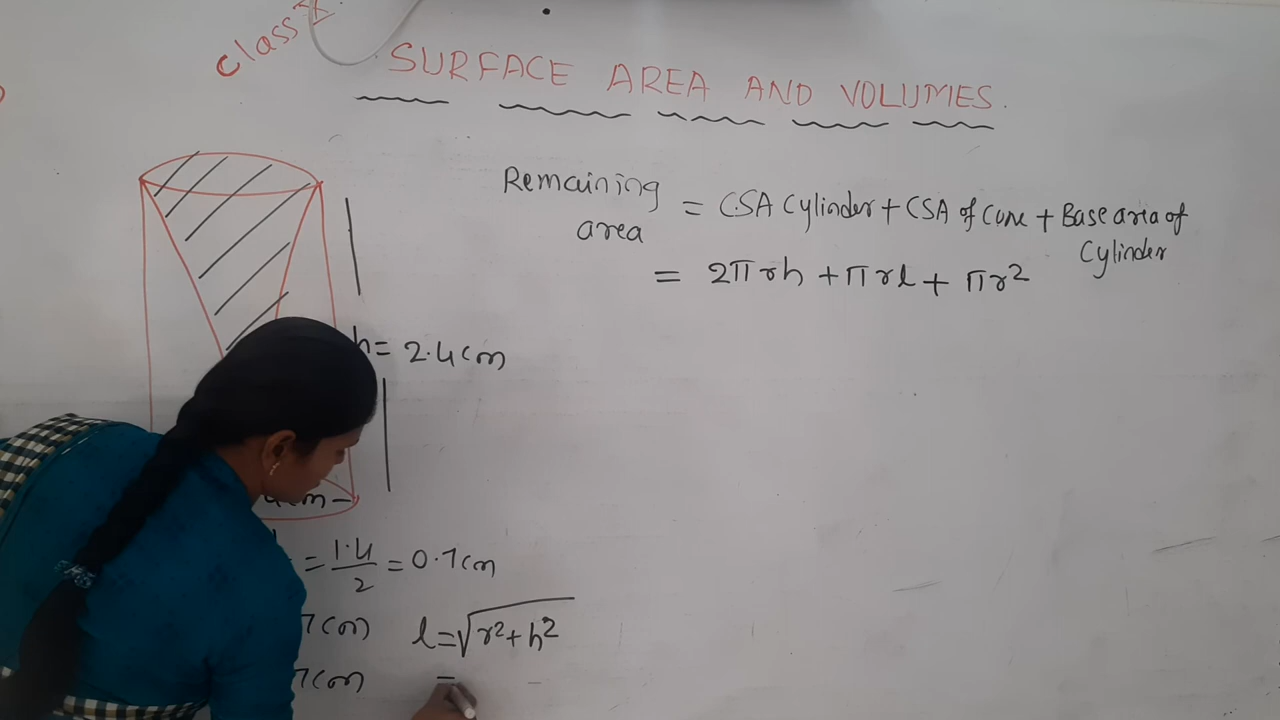 Class X
SURFACE AREA AND VOLUMES.
Remaining area = CSA Cylinder + CSA of Cone + Base area of Cylinder
= 2πrh + πrl + πr²
h = 2.4cm
4cm
= 1.4/2 = 0.7cm
7cm
l = √r² + h²
7cm
=